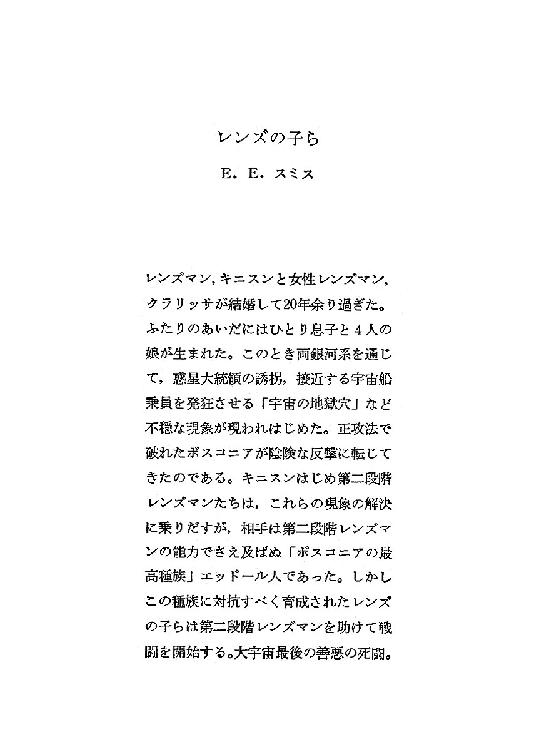 レンズの子ら
E. E. スミス
レンズマン,キニスンと女性レンズマン,
クラリッサが結婚して20年余り過ぎた。
ふたりのあいだにはひとり息子と4人の
娘が生まれた。このとき両銀河系を通じ
て,惑星大統領の誘拐,接近する宇宙船
乗員を発狂させる「宇宙の地獄穴」など
不穏な現象が現われはじめた。正攻法で
破れたボスコニアが陰険な反撃に転じて
きたのである。キニスンはじめ第二段階
レンズマンたちは,これらの現象の解決
に乗りだすが,相手は第二段階レンズマ
ンの能力でさえ及ばぬ「ボスコニアの最
高種族」エッドール人であった。しかし
この種族に対抗すべく育成されたレンズ
の子らは第二段階レンズマンを助けて戦
闘を開始する。大宇宙最後の善悪の死闘。